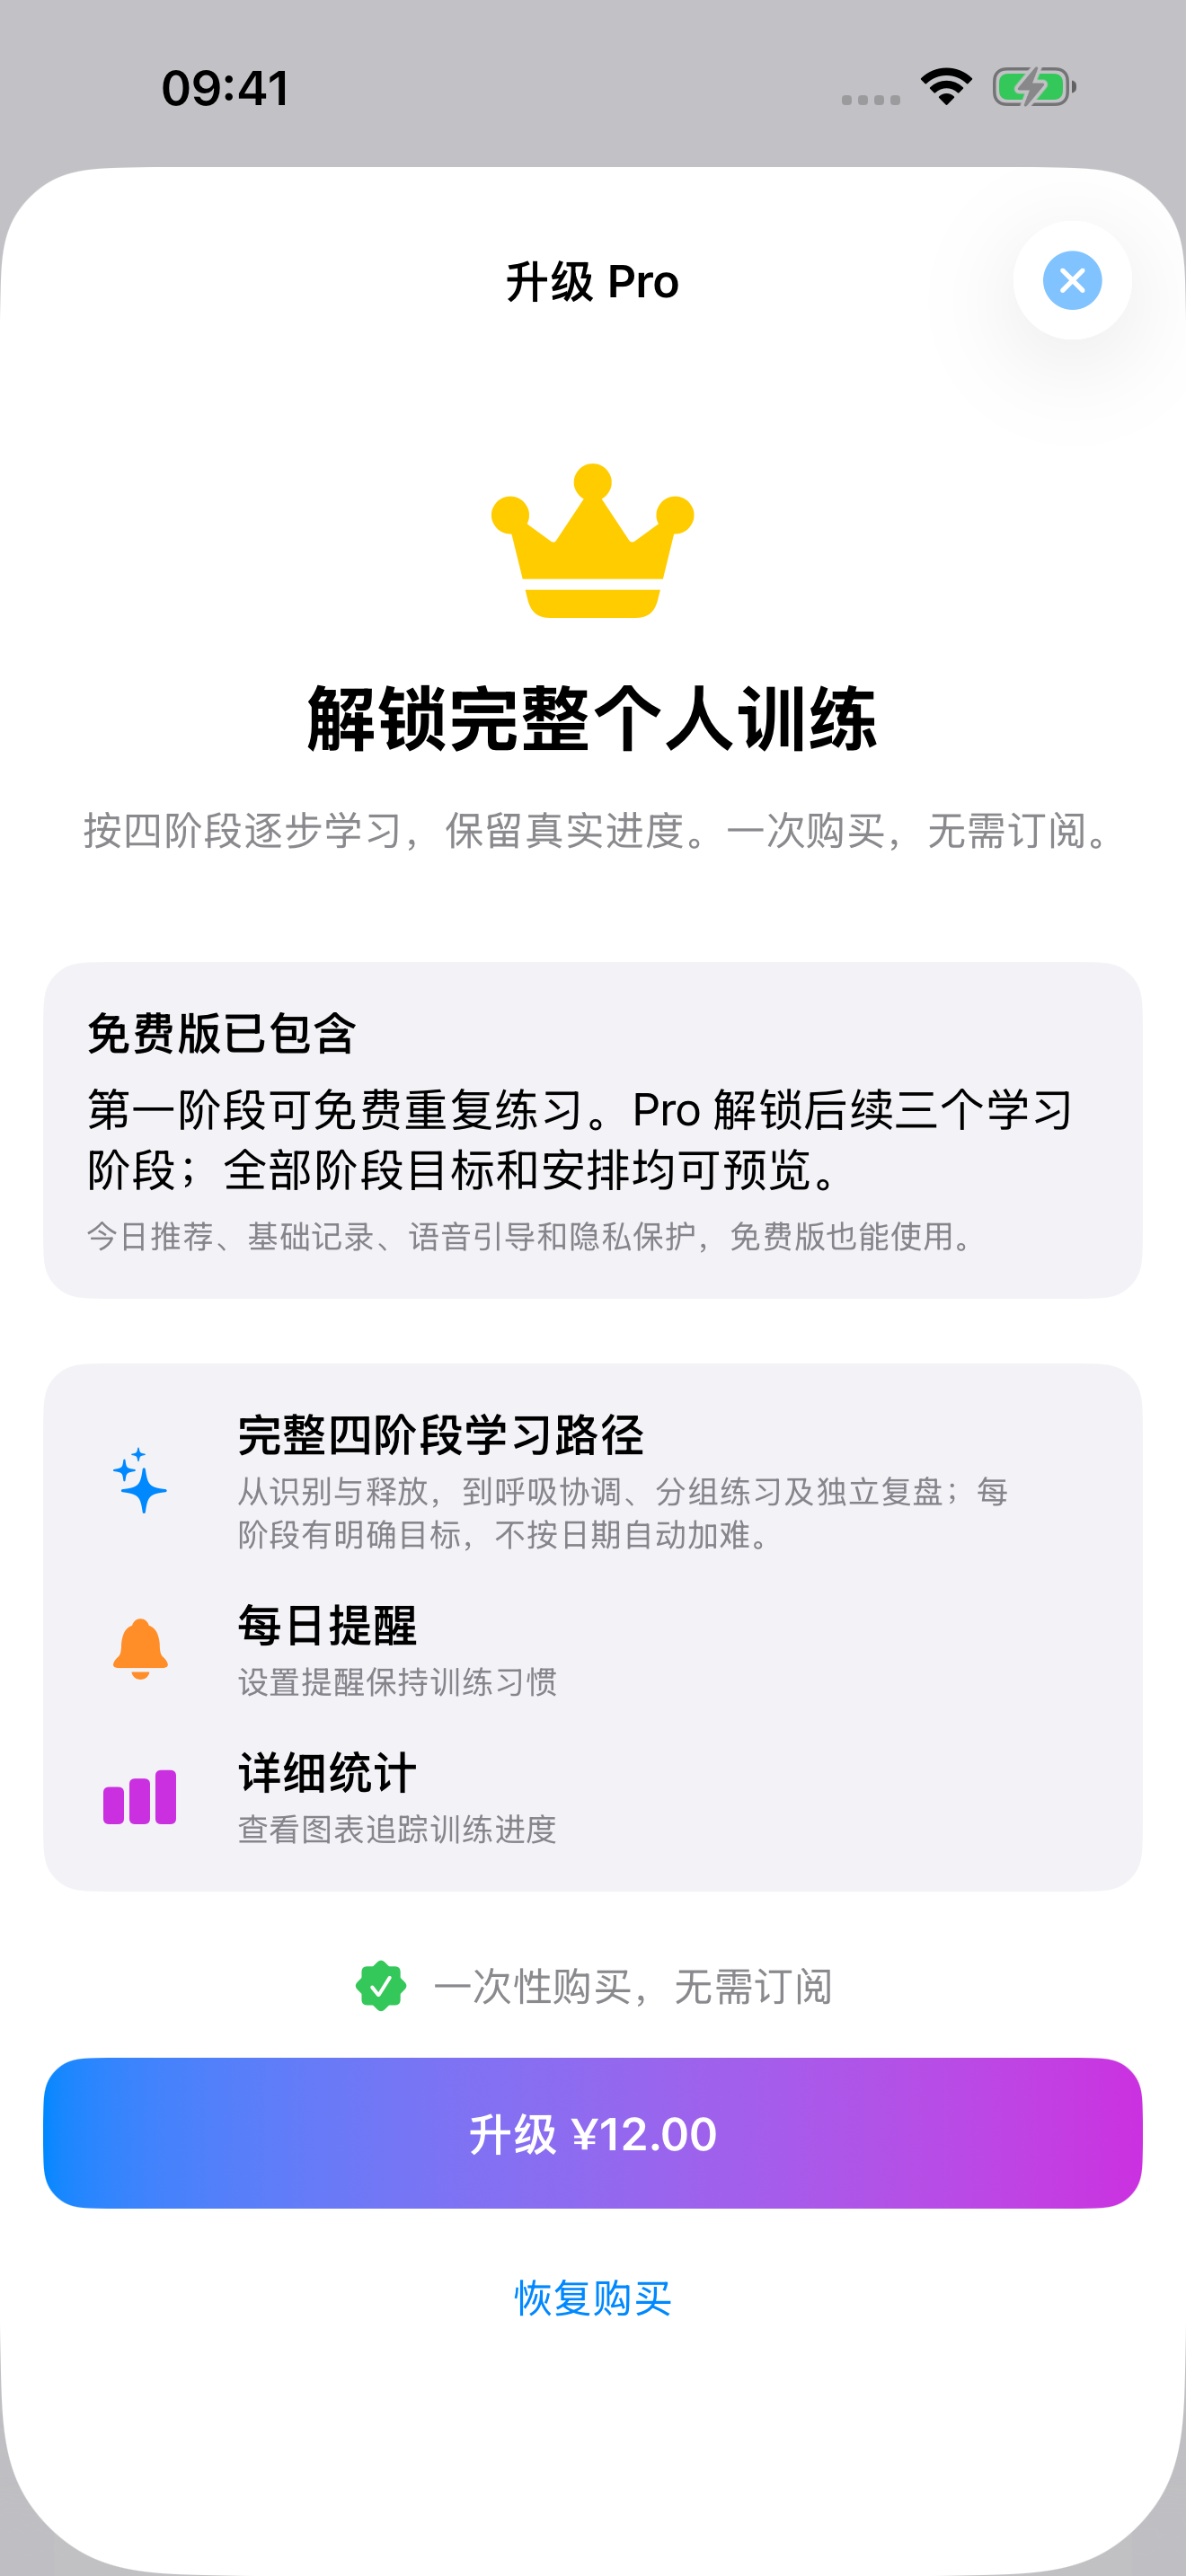 09:41
升级 Pro
解锁完整个人训练
按四阶段逐步学习，保留真实进度。一次购买，无需订阅。
免费版已包含
第一阶段可免费重复练习。Pro 解锁后续三个学习
阶段；全部阶段目标和安排均可预览。
今日推荐、基础记录、语音引导和隐私保护，免费版也能使用。
完整四阶段学习路径
从识别与释放，到呼吸协调、分组练习及独立复盘；每
阶段有明确目标，不按日期自动加难。
每日提醒
设置提醒保持训练习惯
详细统计
查看图表追踪训练进度
一次性购买，无需订阅
升级 ¥12.00
恢复购买